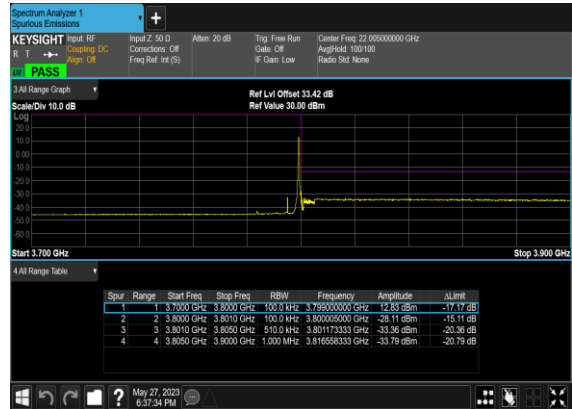 Spectrum Analyzer 1
Spurious Emissions
KEYSIGHT Input: RF Input Z: 50 Ω Atten: 20 dB Trig: Free Run Center Freq: 22.005000000 GHz
R T Coupling: DC Corrections: Off Gate: Off Avg|Hold: 100/100
Align: Off Freq Ref: Int (S) IF Gain: Low Radio Std: None
PASS
3 All Range Graph
Ref Lvl Offset 33.42 dB
Scale/Div 10.0 dB Ref Value 30.00 dBm
Log
20.0
10.0
0.00
-10.0
-20.0
-30.0
-40.0
-50.0
-60.0
Start 3.700 GHz Stop 3.900 GHz
4 All Range Table
Spur Range Start Freq Stop Freq RBW Frequency Amplitude ΔLimit
1 1 3.7000 GHz 3.8000 GHz 100.0 kHz 3.799000000 GHz 12.83 dBm -17.17 dB
2 2 3.8000 GHz 3.8010 GHz 100.0 kHz 3.800005000 GHz -28.11 dBm -15.11 dB
3 3 3.8010 GHz 3.8050 GHz 510.0 kHz 3.801173333 GHz -33.36 dBm -20.36 dB
4 4 3.8050 GHz 3.9000 GHz 1.000 MHz 3.816558333 GHz -33.79 dBm -20.79 dB
May 27, 2023
6:37:34 PM